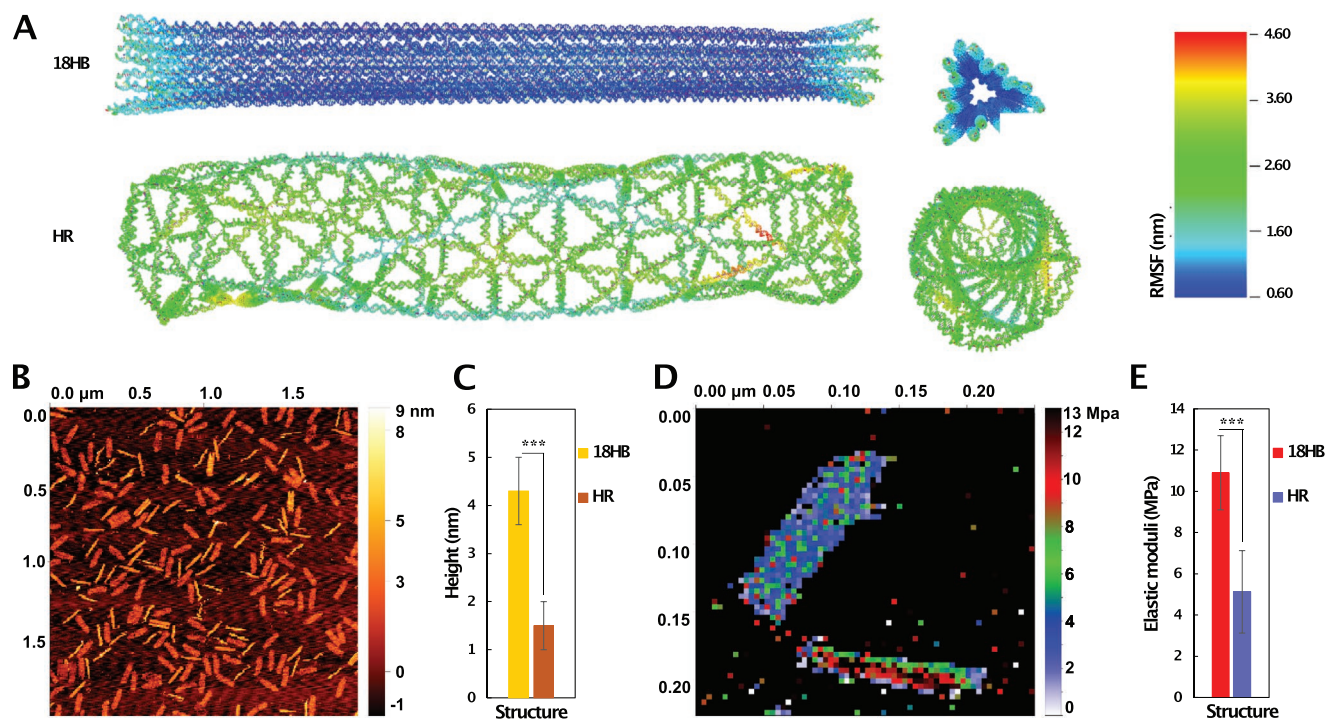 A
18HB
HR
4.60
3.60
2.60
1.60
0.60
RMSF (nm)
B
0.0 µm 0.5 1.0 1.5
0.0
0.5
1.0
1.5
9 nm
8
5
3
0
-1
C
6
5
4
3
2
1
0
Height (nm)
***
Structure
18HB
HR
D
0.00 µm 0.05 0.10 0.15 0.20
0.00
0.05
0.10
0.15
0.20
13 Mpa
12
10
8
6
4
2
0
E
14
12
10
8
6
4
2
0
Elastic moduli (MPa)
***
Structure
18HB
HR